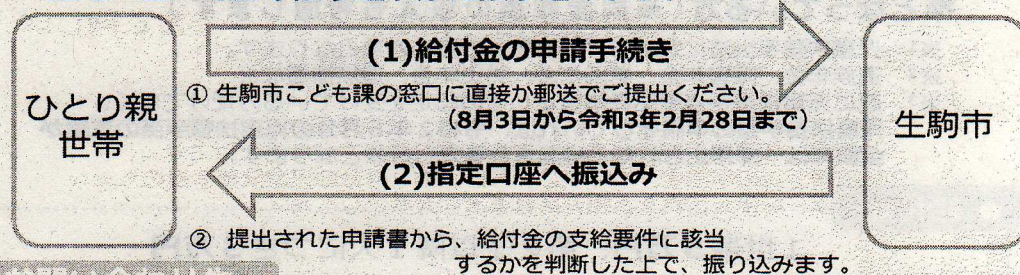 (1)給付金の申請手続き
ひとり親
世帯
① 生駒市こども課の窓口に直接か郵送でご提出ください。
(8月3日から令和3年2月28日まで)
生駒市
(2)指定口座へ振込み
② 提出された申請書から、給付金の支給要件に該当
するかを判断した上で、振り込みます。